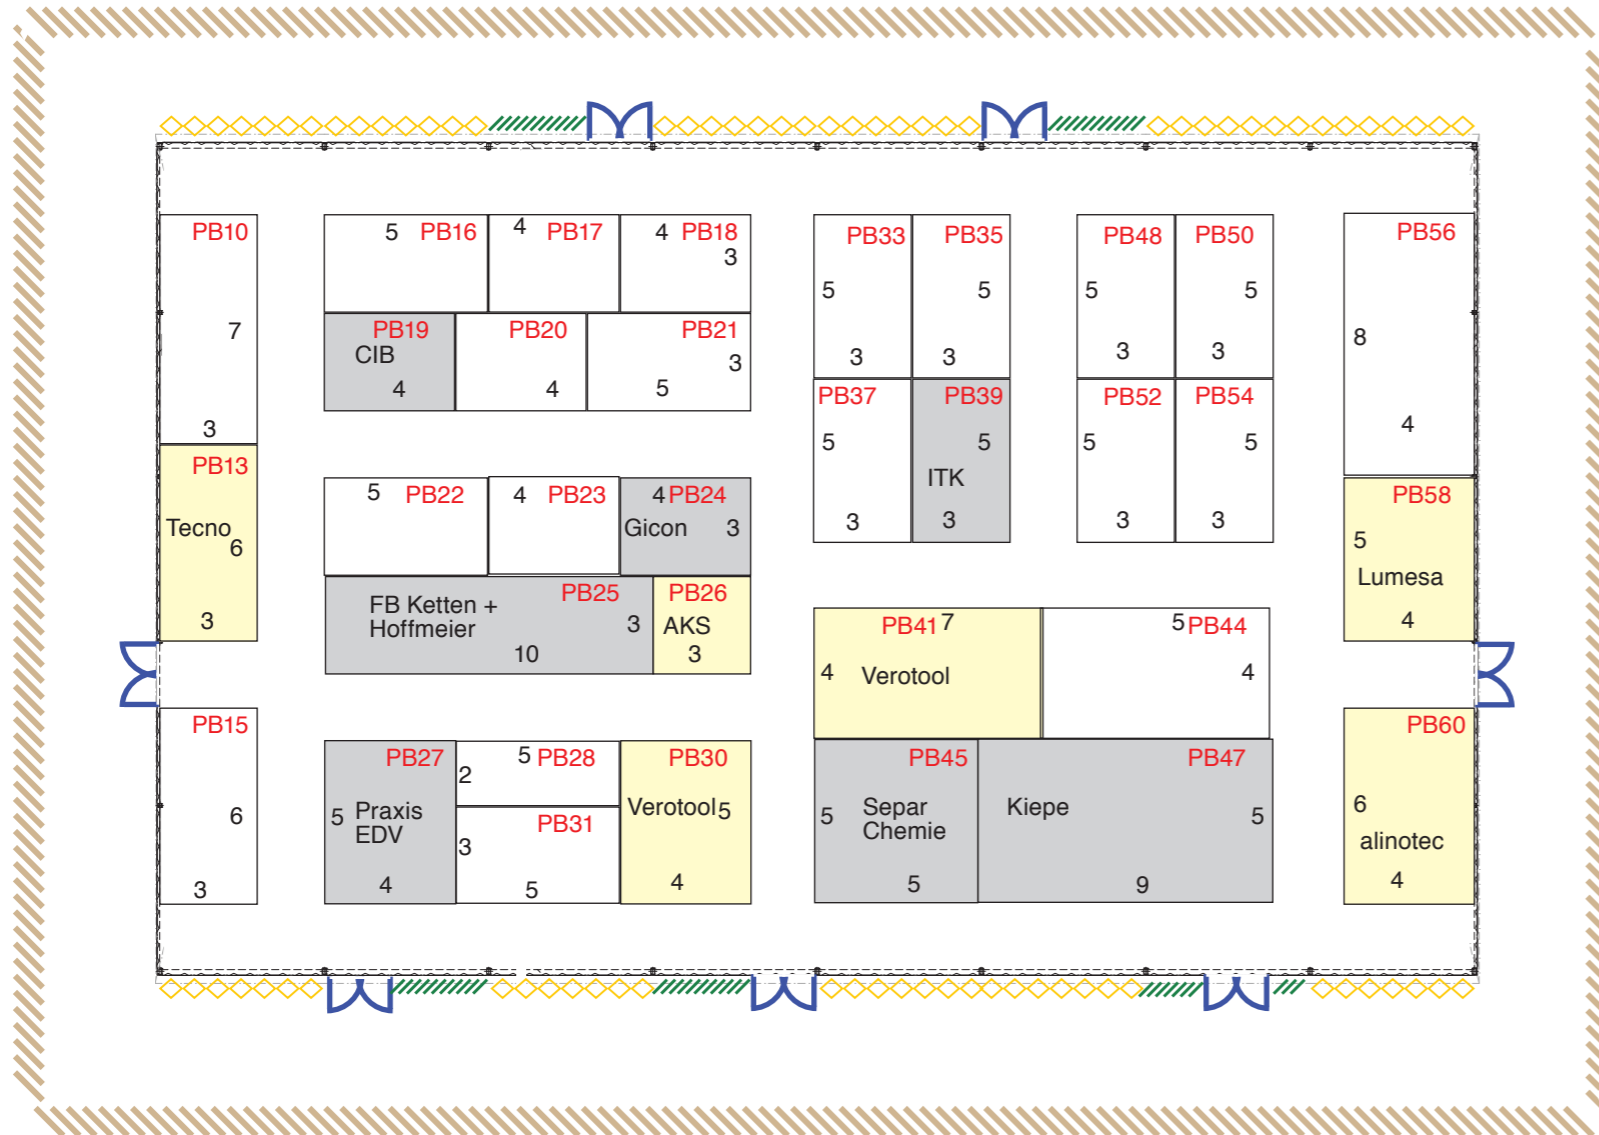 PB10
7
3
PB13
Tecno
6
3
PB15
6
3
5 PB16
4 PB17
4 PB18
3
PB19
CIB
4
PB20
4
PB21
3
5
5 PB22
4 PB23
4 PB24
Gicon 3
PB25
FB Ketten +
Hoffmeier
3
10
PB26
AKS
3
PB27
5 Praxis
EDV
4
5 PB28
2
PB31
3
5
PB30
Verotool 5
4
PB33
5
3
PB35
5
3
PB37
5
3
PB39
5
ITK
3
PB41 7
4 Verotool
5 PB44
4
PB45
5 Separ
Chemie
5
PB47
Kiepe 5
9
PB48
5
3
PB50
5
3
PB52
5
3
PB54
5
3
PB56
8
4
PB58
5
Lumesa
4
PB60
6
alinotec
4